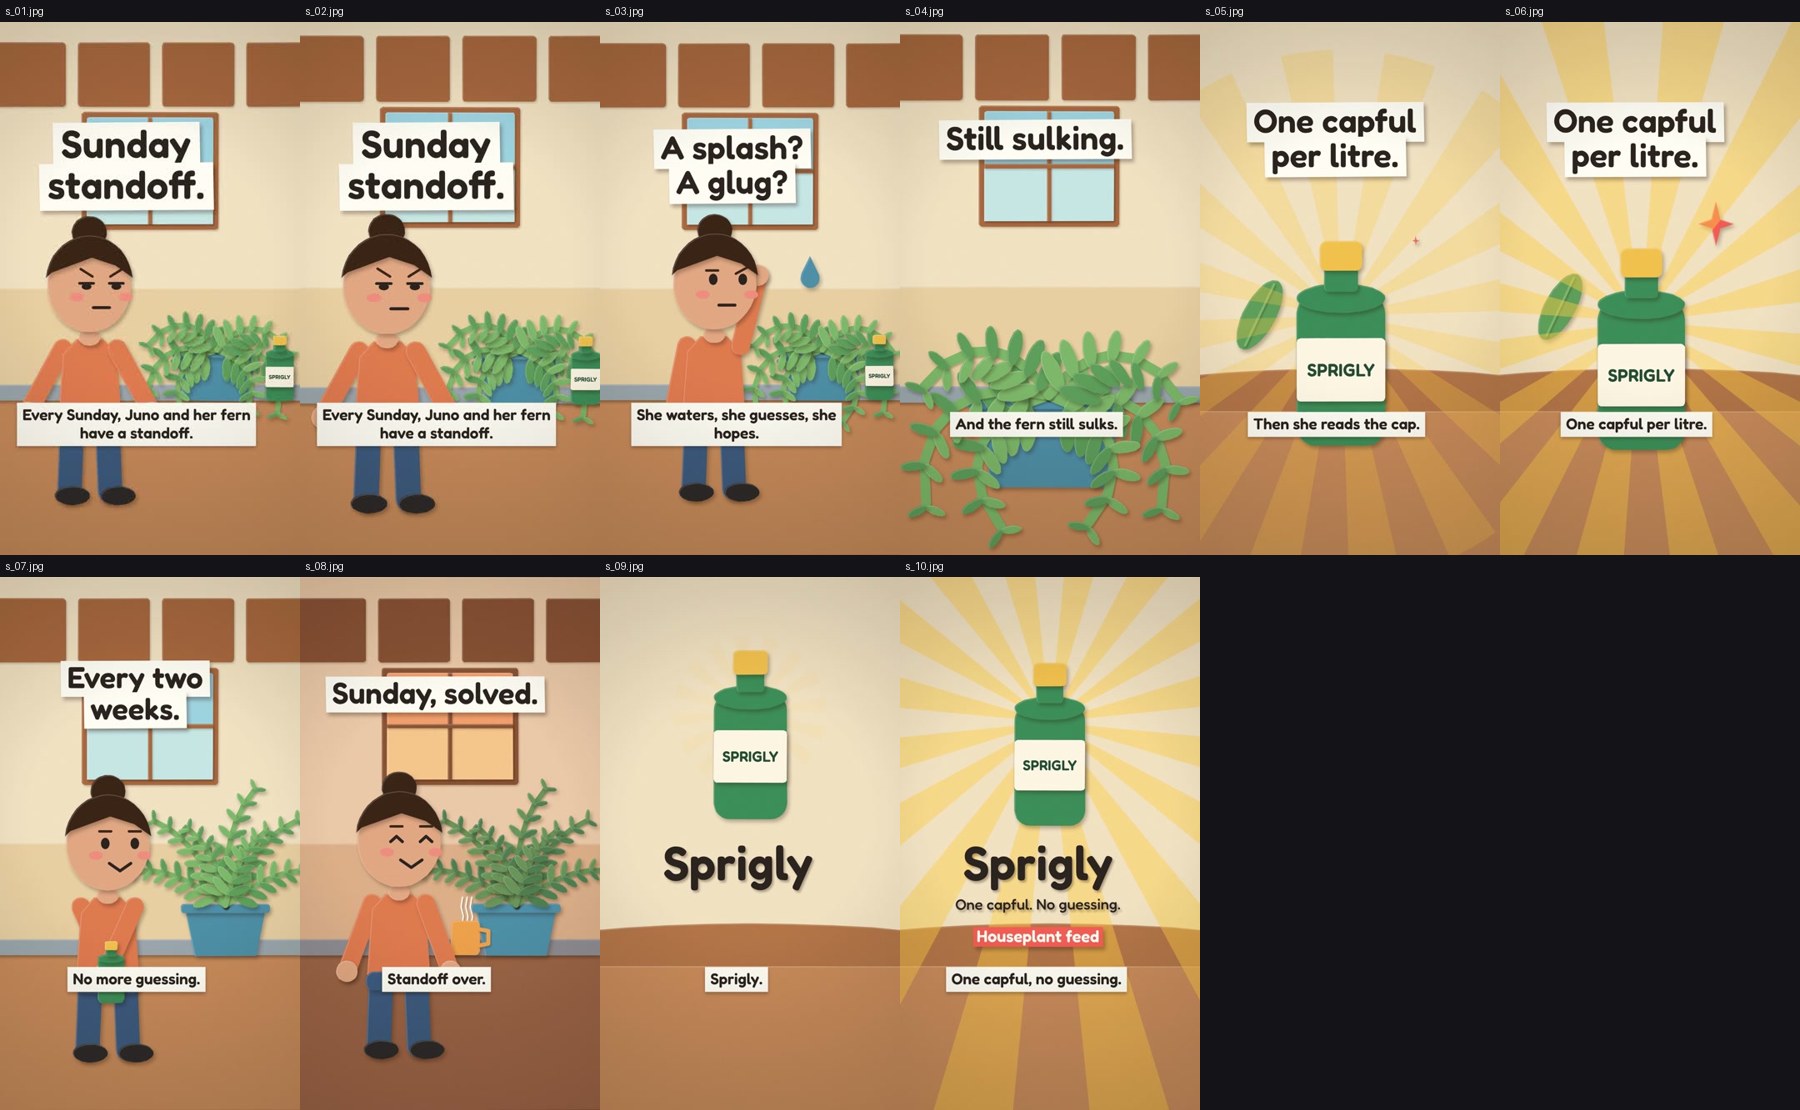 s_01.jpg
Sunday
standoff.
SPRIGLY
Every Sunday, Juno and her fern
have a standoff.
s_02.jpg
Sunday
standoff.
SPRIGLY
Every Sunday, Juno and her fern
have a standoff.
s_03.jpg
A splash?
A glug?
SPRIGLY
She waters, she guesses, she
hopes.
s_04.jpg
Still sulking.
And the fern still sulks.
s_05.jpg
One capful
per litre.
SPRIGLY
Then she reads the cap.
s_06.jpg
One capful
per litre.
SPRIGLY
One capful per litre.
s_07.jpg
Every two
weeks.
No more guessing.
s_08.jpg
Sunday, solved.
Standoff over.
s_09.jpg
SPRIGLY
Sprigly
Sprigly.
s_10.jpg
SPRIGLY
Sprigly
One capful. No guessing.
Houseplant feed
One capful, no guessing.